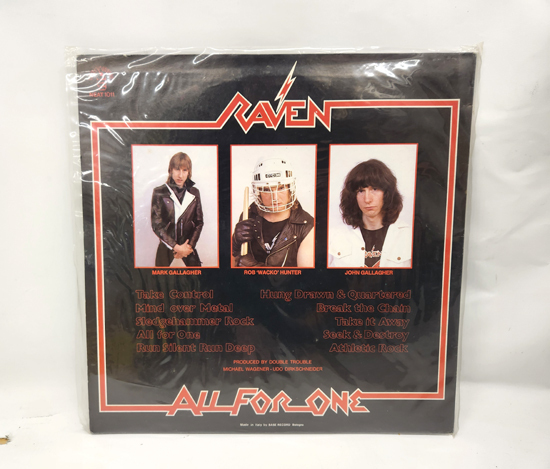 RAVEN
MARK GALLAGHER
ROB 'WACKO' HUNTER
JOHN GALLAGHER
Take Control
Mind over Metal
Sledgehammer Rock
All for One
Run Silent Run Deep
Hung Drawn & Quartered
Break the Chain
Take it Away
Seek & Destroy
Athletic Rock
PRODUCED BY DOUBLE TROUBLE
MICHAEL WAGENER-UDO DIRKSCHNEIDER
ALL FOR ONE